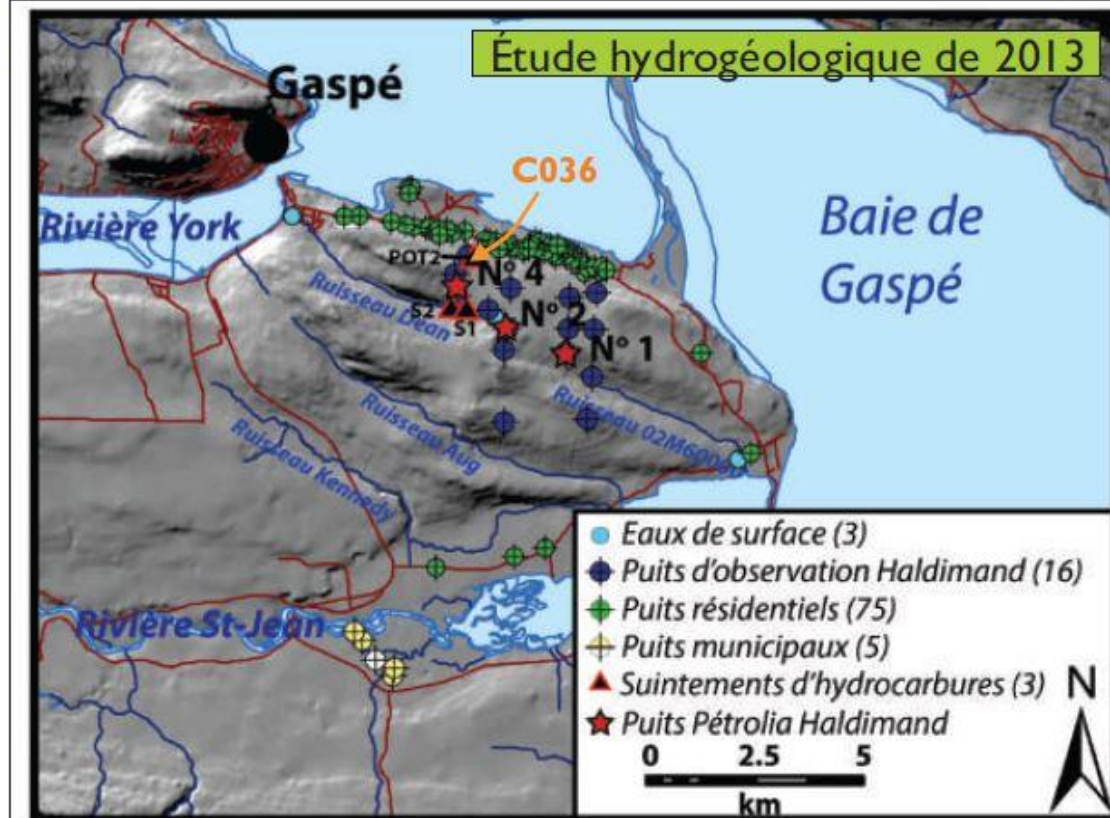 Étude hydrogéologique de 2013
Gaspé
C036
Rivière York
Baie de
Gaspé
POT2
N° 4
Ruisseau Dean
S2
S1
N° 2
N° 1
Ruisseau Aug
Ruisseau Kennedy
Rivière St-Jean
Eaux de surface (3)
Puits d'observation Haldimand (16)
Puits résidentiels (75)
Puits municipaux (5)
Suintements d'hydrocarbures (3)
Puits Pétrolia Haldimand
N
0 2.5 5
km
Ruisseau